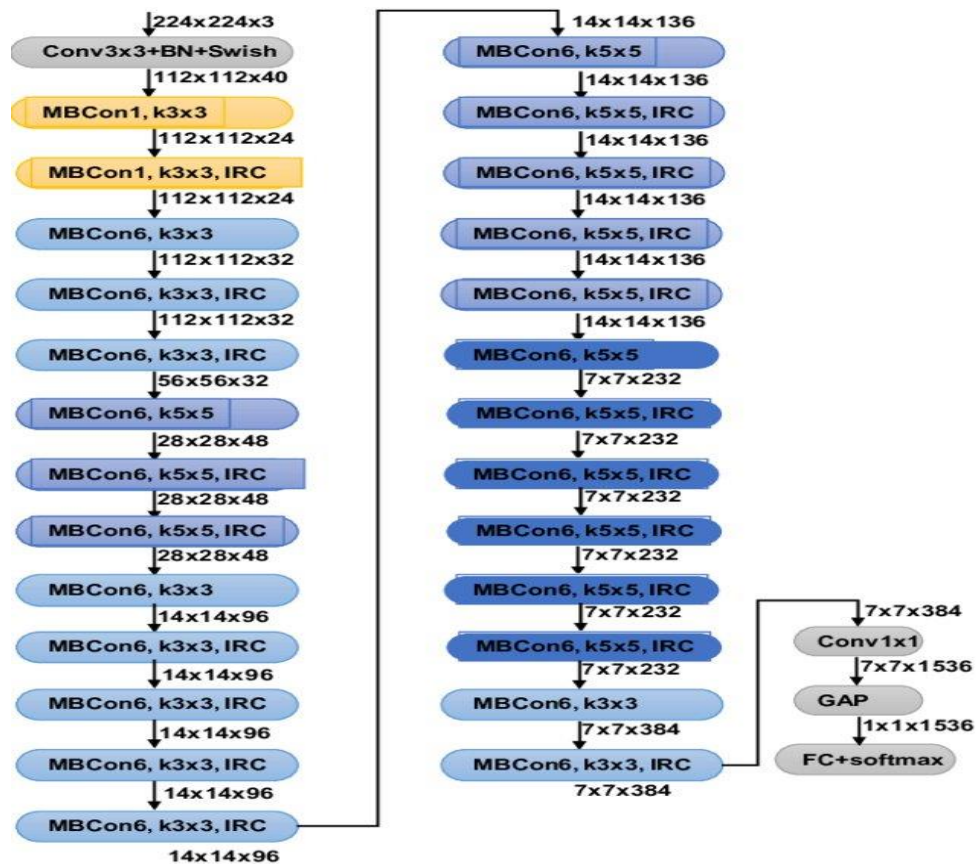 224x224x3
Conv3x3+BN+Swish
112x112x40
MBCon1, k3x3
112x112x24
MBCon1, k3x3, IRC
112x112x24
MBCon6, k3x3
112x112x32
MBCon6, k3x3, IRC
112x112x32
MBCon6, k3x3, IRC
56x56x32
MBCon6, k5x5
28x28x48
MBCon6, k5x5, IRC
28x28x48
MBCon6, k5x5, IRC
28x28x48
MBCon6, k3x3
14x14x96
MBCon6, k3x3, IRC
14x14x96
MBCon6, k3x3, IRC
14x14x96
MBCon6, k3x3, IRC
14x14x96
MBCon6, k3x3, IRC
14x14x96
14x14x136
MBCon6, k5x5
14x14x136
MBCon6, k5x5, IRC
14x14x136
MBCon6, k5x5, IRC
14x14x136
MBCon6, k5x5, IRC
14x14x136
MBCon6, k5x5, IRC
14x14x136
MBCon6, k5x5
7x7x232
MBCon6, k5x5, IRC
7x7x232
MBCon6, k5x5, IRC
7x7x232
MBCon6, k5x5, IRC
7x7x232
MBCon6, k5x5, IRC
7x7x232
MBCon6, k5x5, IRC
7x7x232
MBCon6, k3x3
7x7x384
MBCon6, k3x3, IRC
7x7x384
7x7x384
Conv1x1
7x7x1536
GAP
1x1x1536
FC+softmax